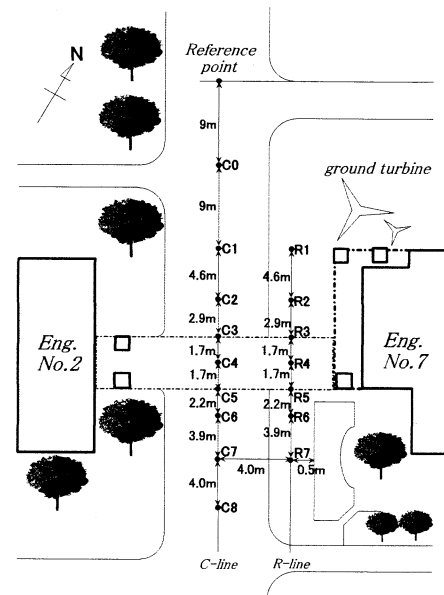 N
Reference
point
9m
C0
ground turbine
9m
C1
R1
4.6m
4.6m
C2
R2
2.9m
2.9m
C3
R3
Eng.
No.2
1.7m
1.7m
Eng.
No.7
C4
R4
1.7m
1.7m
C5
R5
2.2m
2.2m
C6
R6
3.9m
3.9m
C7
R7
4.0m
0.5m
4.0m
C8
C-line
R-line